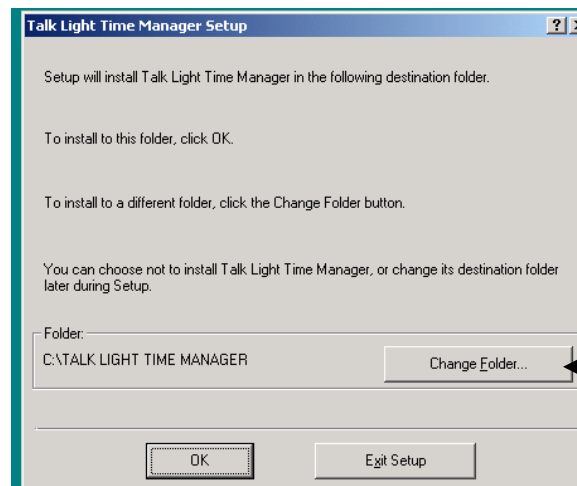 Talk Light Time Manager Setup
Setup will install Talk Light Time Manager in the following destination folder.
To install to this folder, click OK.
To install to a different folder, click the Change Folder button.
You can choose not to install Talk Light Time Manager, or change its destination folder
later during Setup.
Folder:
C:\TALK LIGHT TIME MANAGER
Change Folder...
OK
Exit Setup